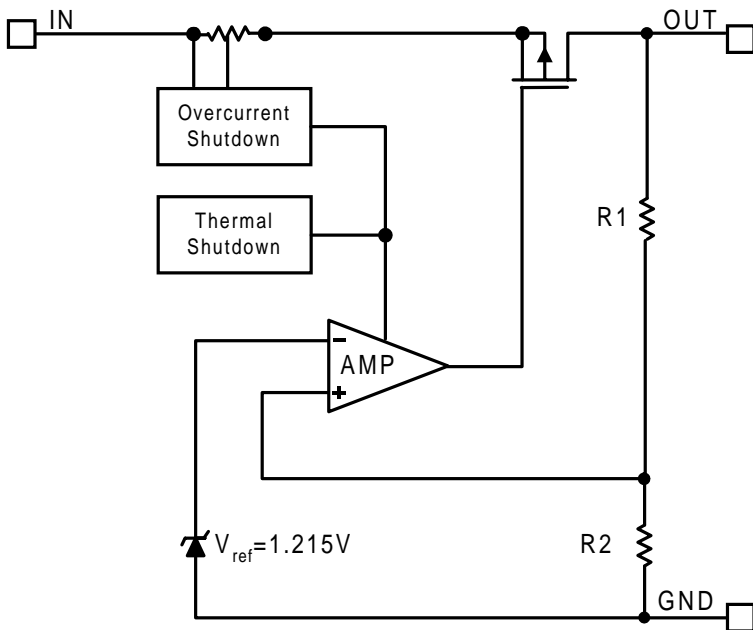 IN
OUT
Overcurrent
Shutdown
Thermal
Shutdown
R1
-
AMP
+
V_ref=1.215V
R2
GND